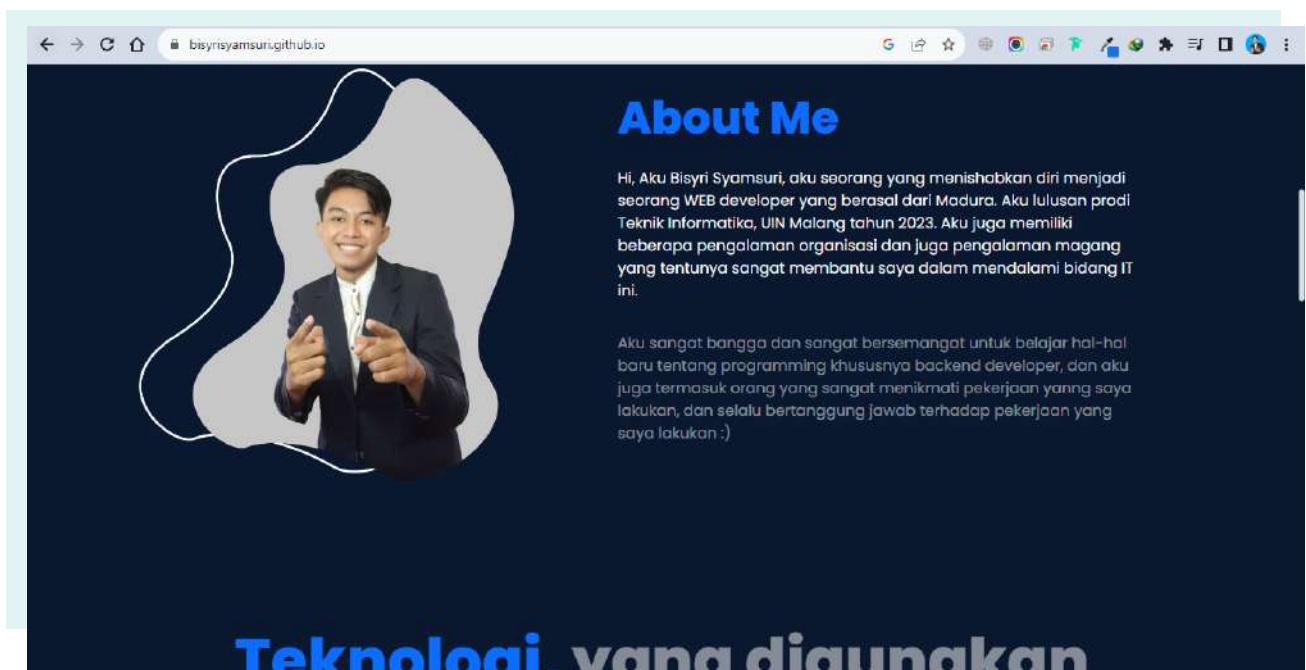 bisyrisyamsuri.github.io
About Me
Hi, Aku Bisyri Syamsuri, aku seorang yang menishabkan diri menjadi
seorang WEB developer yang berasal dari Madura. Aku lulusan prodi
Teknik Informatika, UIN Malang tahun 2023. Aku juga memiliki
beberapa pengalaman organisasi dan juga pengalaman magang
yang tentunya sangat membantu saya dalam mendalami bidang IT
ini.
Aku sangat bangga dan sangat bersemangat untuk belajar hal-hal
baru tentang programming khususnya backend developer, dan aku
juga termasuk orang yang sangat menikmati pekerjaan yanng saya
lakukan, dan selalu bertanggung jawab terhadap pekerjaan yang
saya lakukan :)
Teknologi yang digunakan